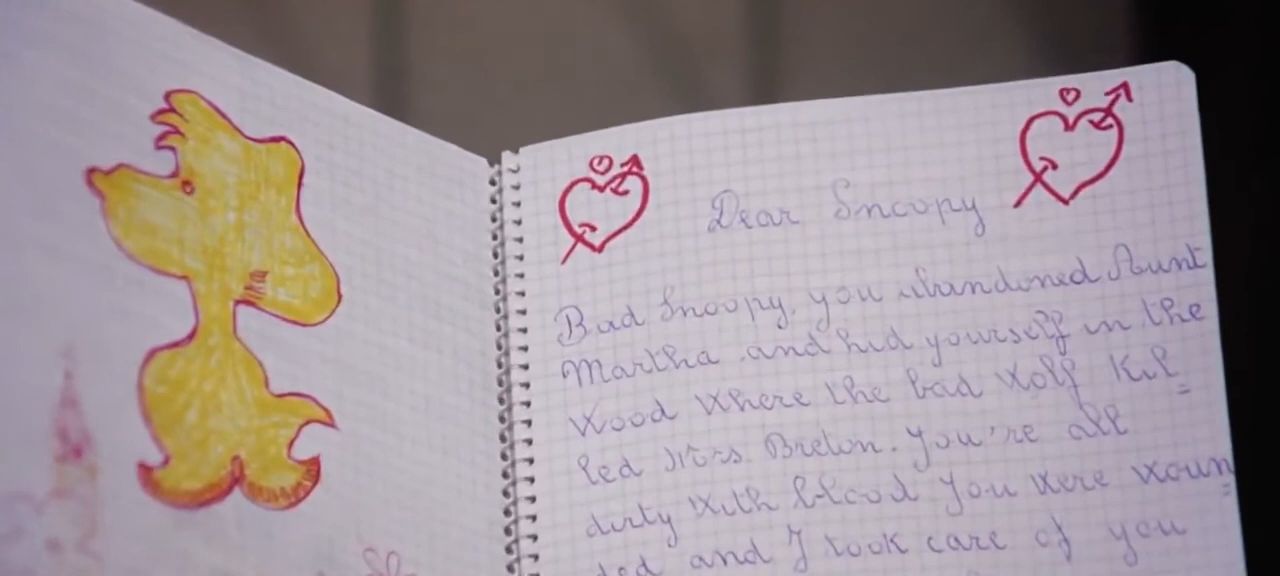 Dear Snoopy
Bad Snoopy, you abandoned Aunt
Martha and hid yourself in the
wood where the bad wolf kil
led Mrs. Breton. You're all
dirty with blood you were woun
ded and I took care of you